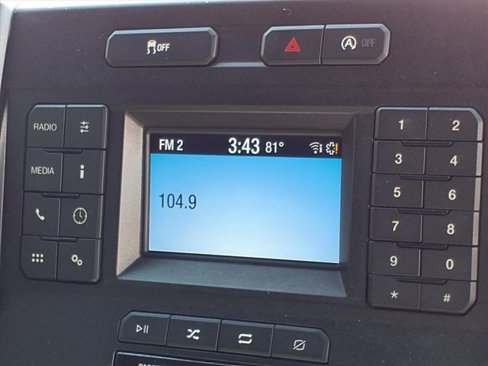 OFF
A OFF
RADIO
MEDIA
i
FM 2 3:43 81°
104.9
1 2
3 4
5 6
7 8
9 0
* #